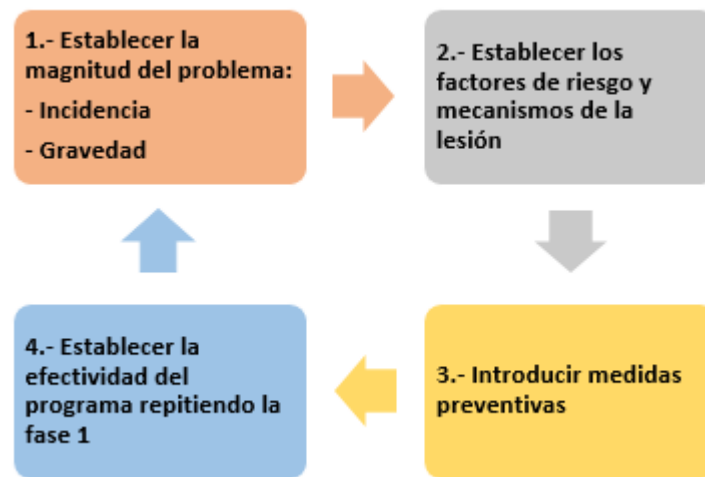 1.- Establecer la
magnitud del problema:
- Incidencia
- Gravedad
2.- Establecer los
factores de riesgo y
mecanismos de la
lesión
3.- Introducir medidas
preventivas
4.- Establecer la
efectividad del
programa repitiendo la
fase 1